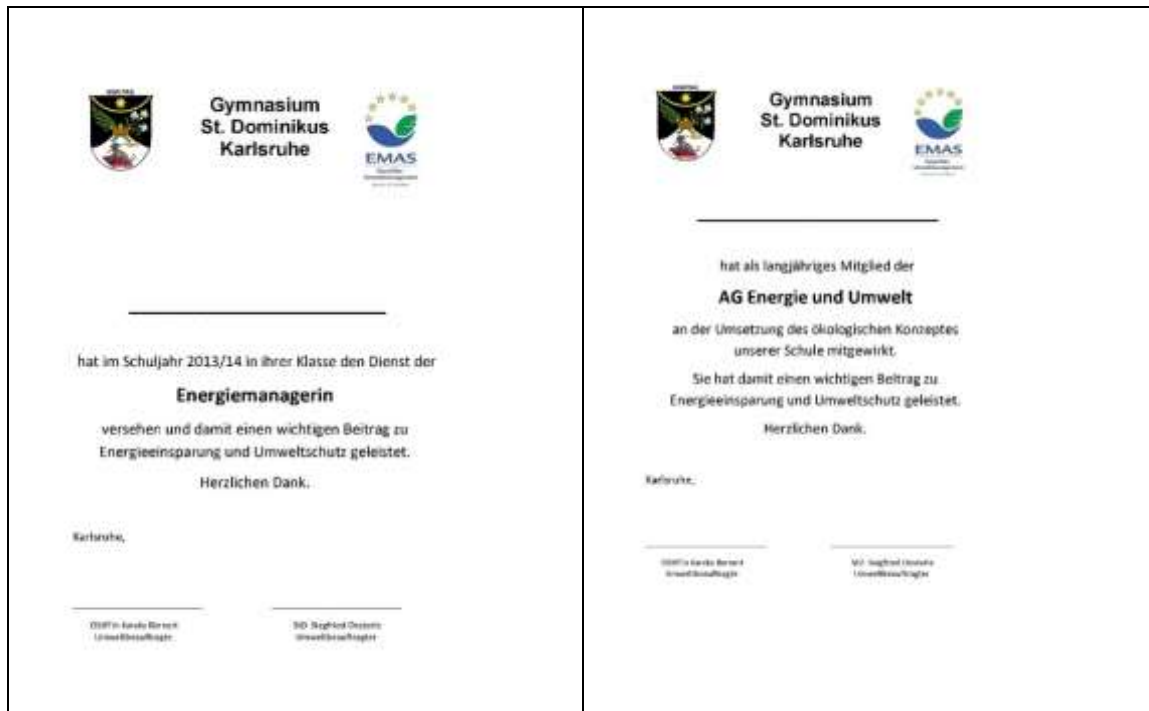 Gymnasium
St. Dominikus
Karlsruhe
EMAS
hat im Schuljahr 2013/14 in ihrer Klasse den Dienst der
Energiemanagerin
versehen und damit einen wichtigen Beitrag zu
Energieeinsparung und Umweltschutz geleistet.
Herzlichen Dank.
Karlsruhe,
Umweltbeauftragte
Siegfried
Umweltbeauftragter
Gymnasium
St. Dominikus
Karlsruhe
EMAS
hat als langjähriges Mitglied der
AG Energie und Umwelt
an der Umsetzung des ökologischen Konzeptes
unserer Schule mitgewirkt.
Sie hat damit einen wichtigen Beitrag zu
Energieeinsparung und Umweltschutz geleistet.
Herzlichen Dank.
Karlsruhe,
Umweltbeauftragte
Siegfried
Umweltbeauftragter